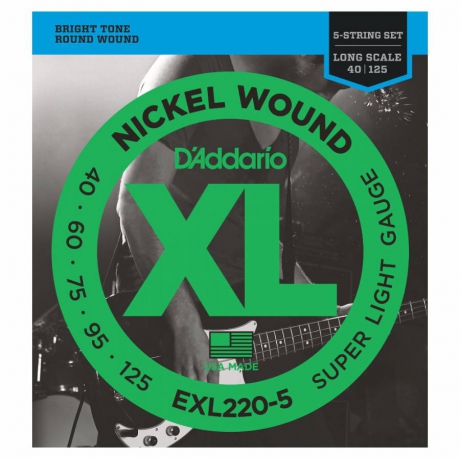 BRIGHT TONE
ROUND WOUND
5-STRING SET
LONG SCALE
40|125
NICKEL WOUND
D'Addario
XL
40 • 60 • 75 • 95 • 125
SUPER LIGHT GAUGE
USA MADE
EXL220-5